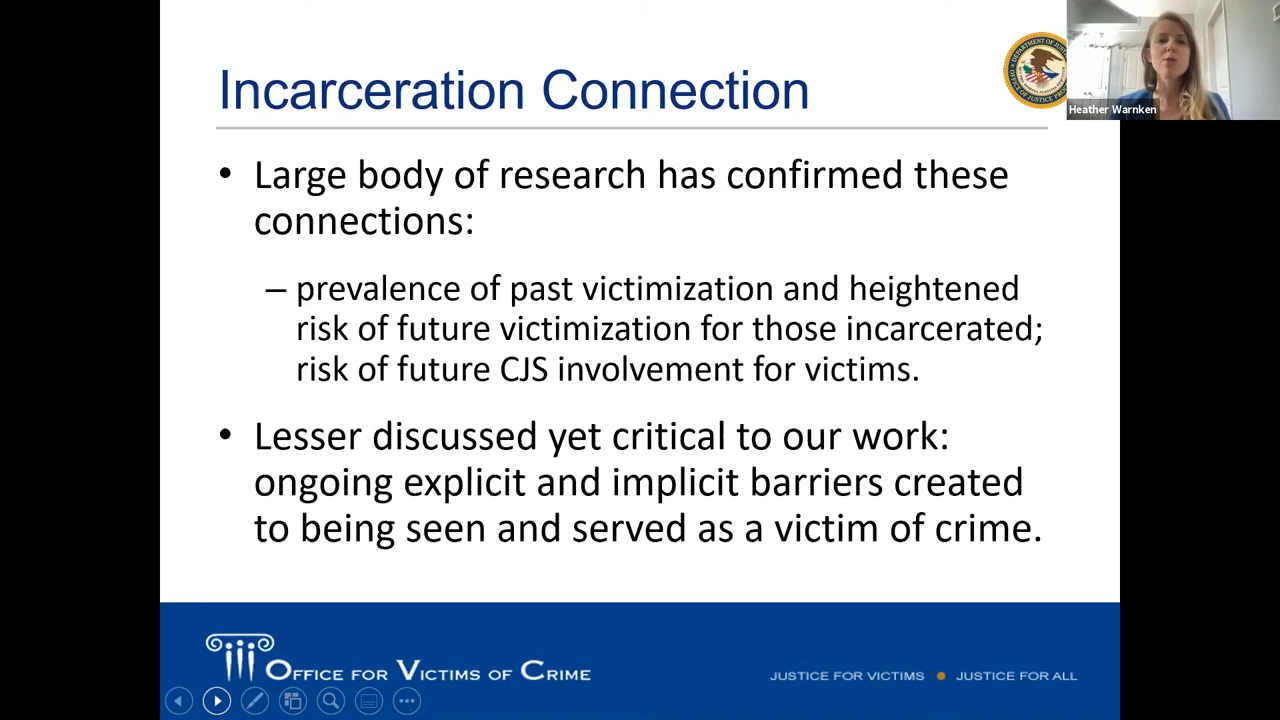 Incarceration Connection
Heather Warnken
• Large body of research has confirmed these
connections:
– prevalence of past victimization and heightened
risk of future victimization for those incarcerated;
risk of future CJS involvement for victims.
• Lesser discussed yet critical to our work:
ongoing explicit and implicit barriers created
to being seen and served as a victim of crime.
OFFICE FOR VICTIMS OF CRIME
JUSTICE FOR VICTIMS • JUSTICE FOR ALL